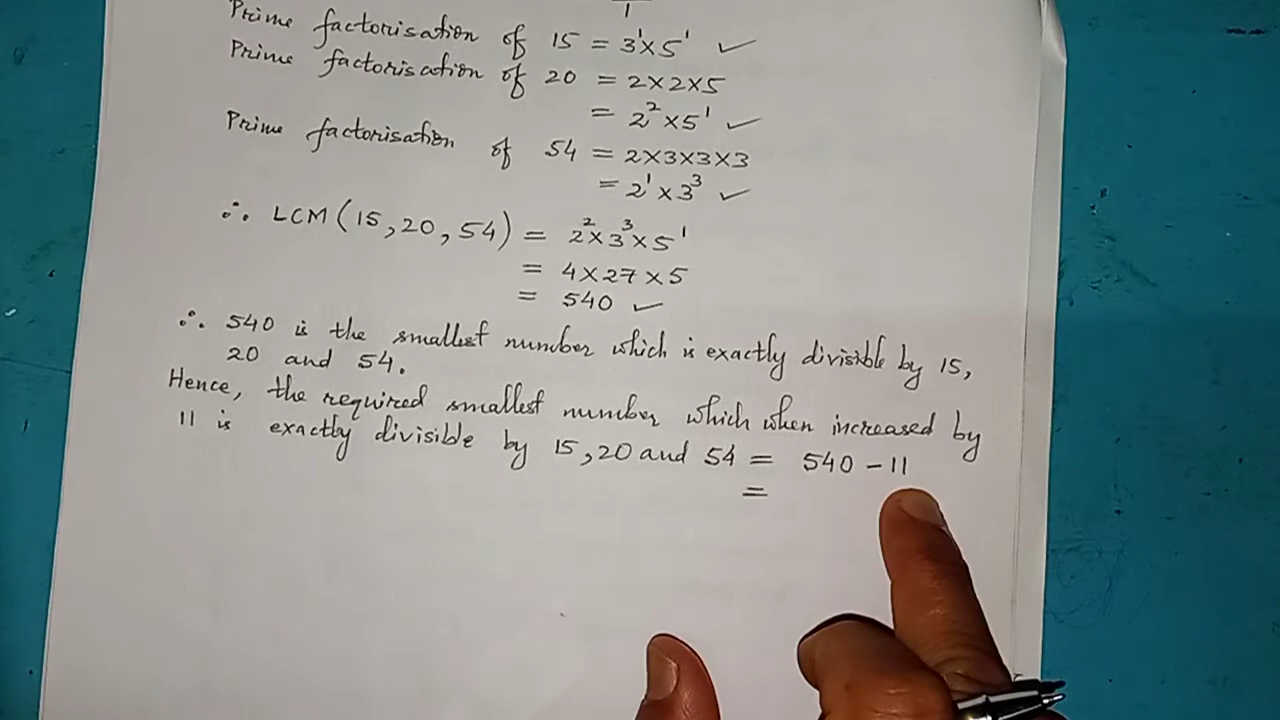 1
Prime factorisation of 15 = 3¹×5¹ ✓
Prime factorisation of 20 = 2×2×5
= 2²×5¹ ✓
Prime factorisation of 54 = 2×3×3×3
= 2¹×3³ ✓
∴ LCM(15,20,54) = 2²×3³×5¹
= 4×27×5
= 540 ✓
∴ 540 is the smallest number which is exactly divisible by 15,
20 and 54.
Hence, the required smallest number which when increased by
11 is exactly divisible by 15,20 and 54 = 540 – 11
=